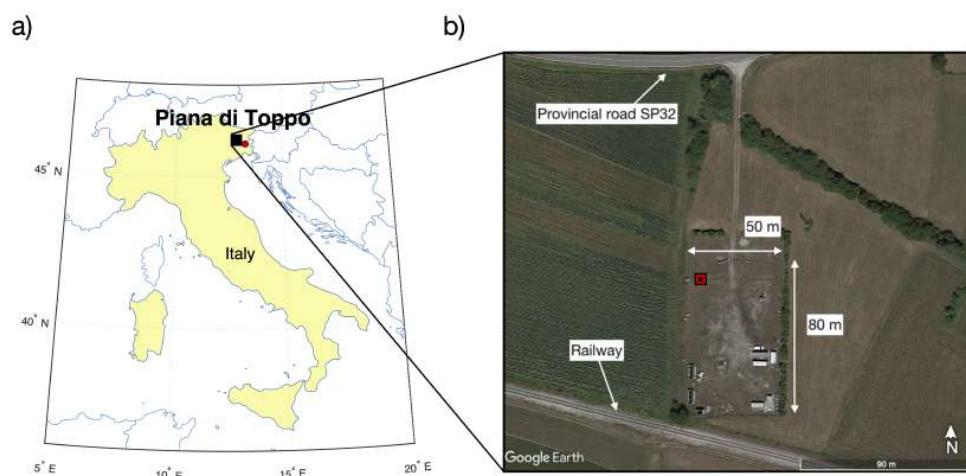 a)
b)
Piana di Toppo
45° N
Italy
40° N
5° E
10° E
15° E
20° E
Provincial road SP32
50 m
80 m
Railway
Google Earth
N
90 m